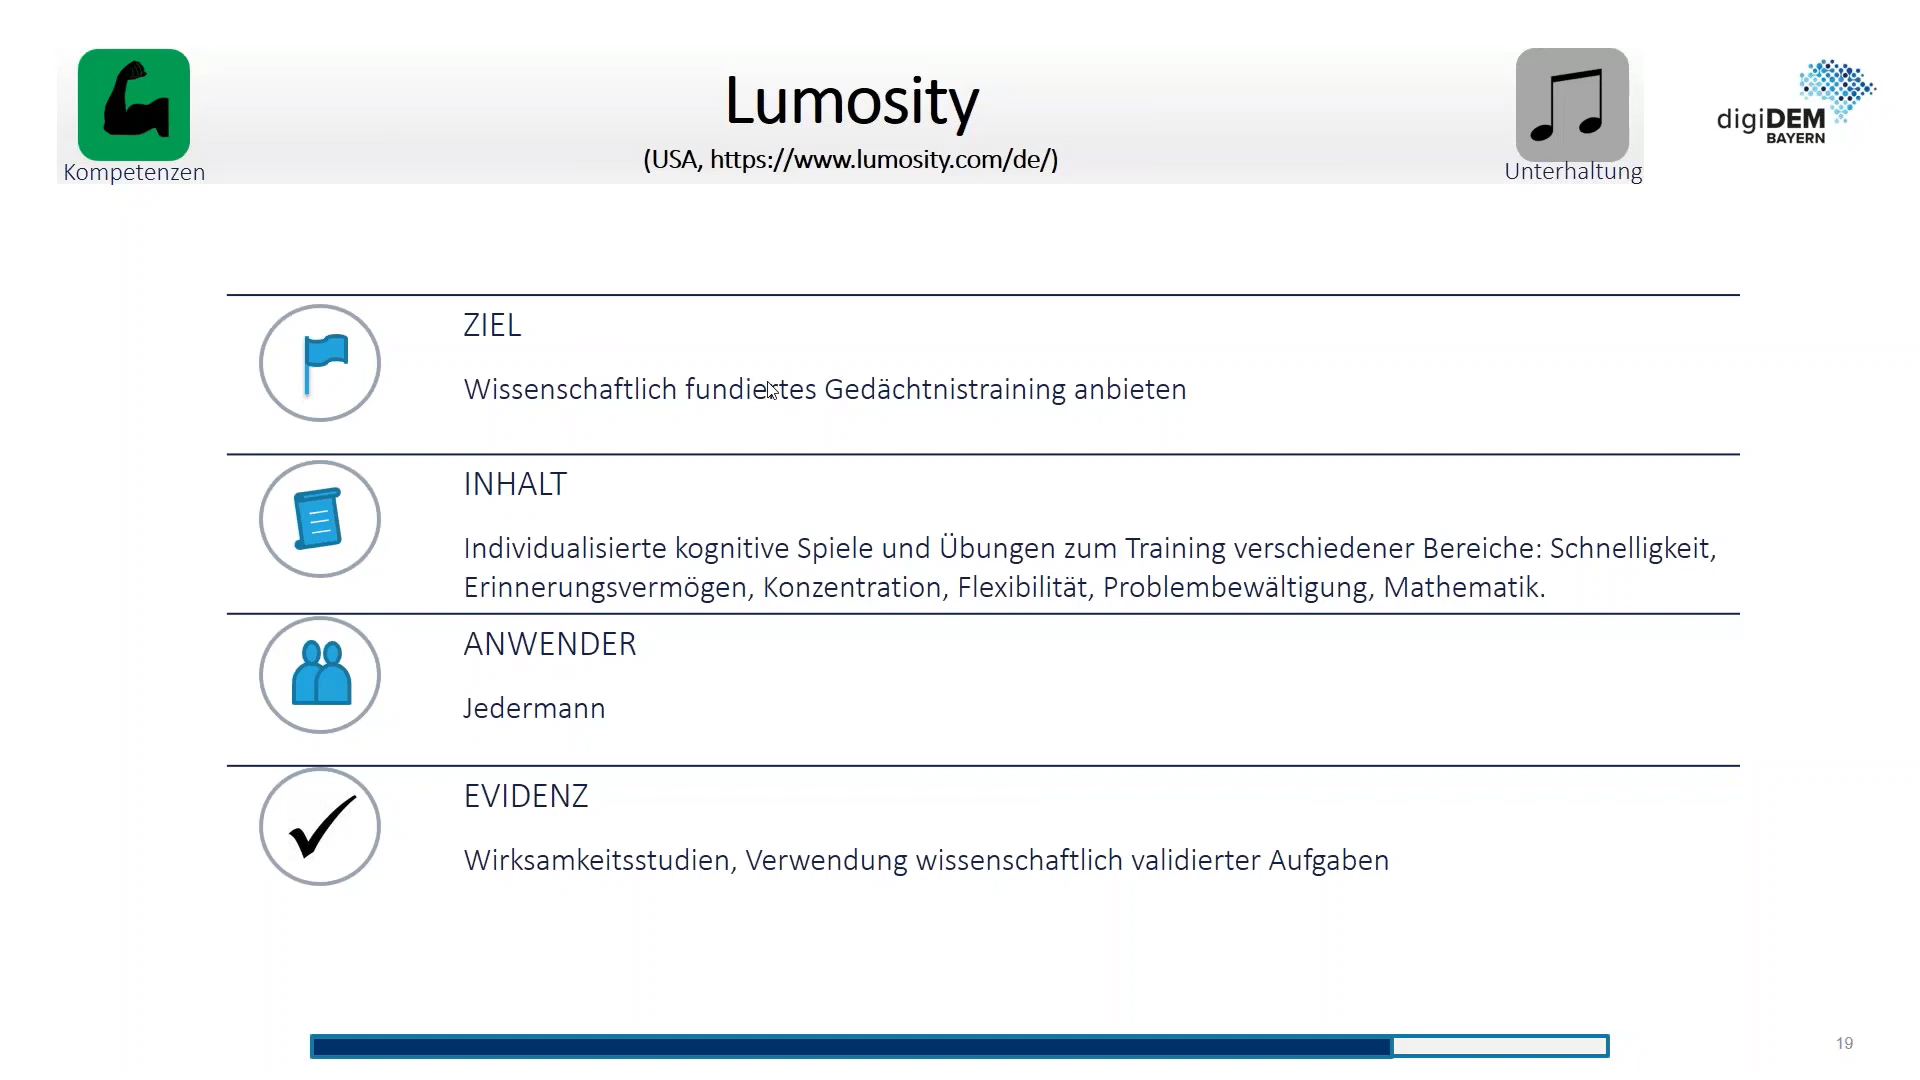 Lumosity
(USA, https://www.lumosity.com/de/)
Kompetenzen
Unterhaltung
digiDEM
BAYERN
ZIEL
Wissenschaftlich fundiertes Gedächtnistraining anbieten
INHALT
Individualisierte kognitive Spiele und Übungen zum Training verschiedener Bereiche: Schnelligkeit,
Erinnerungsvermögen, Konzentration, Flexibilität, Problembewältigung, Mathematik.
ANWENDER
Jedermann
EVIDENZ
Wirksamkeitsstudien, Verwendung wissenschaftlich validierter Aufgaben
19